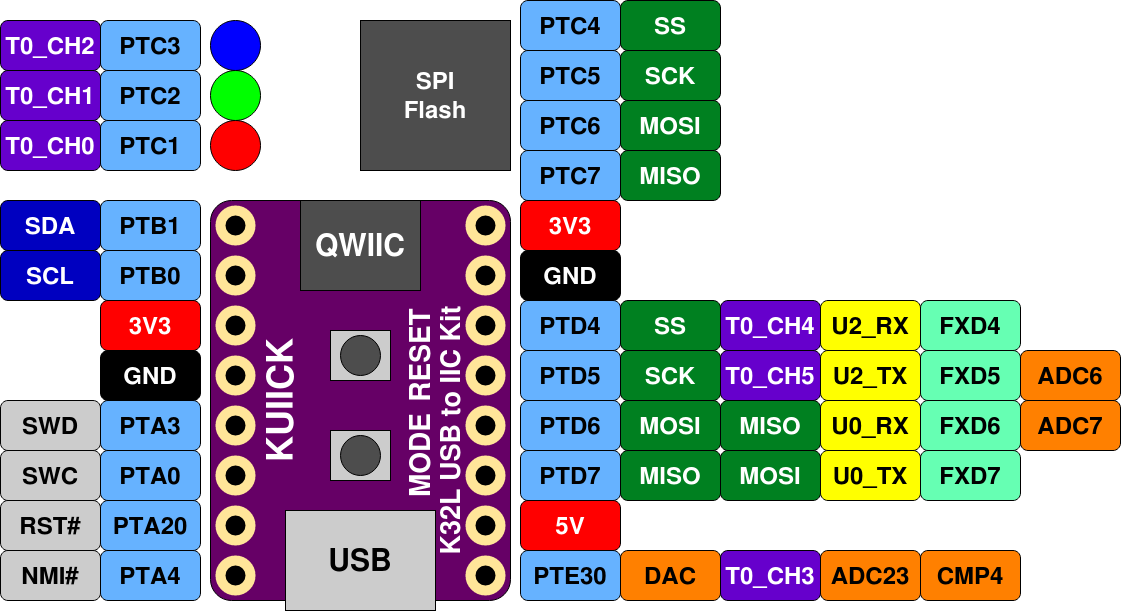 T0_CH2 PTC3
T0_CH1 PTC2
T0_CH0 PTC1
SPI
Flash
PTC4 SS
PTC5 SCK
PTC6 MOSI
PTC7 MISO
SDA PTB1
SCL PTB0
3V3
GND
SWD PTA3
SWC PTA0
RST# PTA20
NMI# PTA4
QWIIC
KUIICK
MODE RESET
K32L USB to IIC Kit
USB
3V3
GND
PTD4 SS T0_CH4 U2_RX FXD4
PTD5 SCK T0_CH5 U2_TX FXD5 ADC6
PTD6 MOSI MISO U0_RX FXD6 ADC7
PTD7 MISO MOSI U0_TX FXD7
5V
PTE30 DAC T0_CH3 ADC23 CMP4